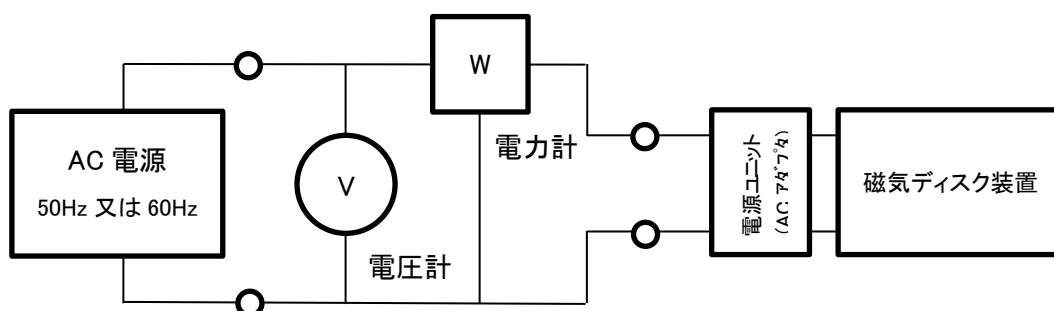 W
電力計
AC 電源
50Hz 又は 60Hz
V
電圧計
電源ユニット
(AC アダプタ)
磁気ディスク装置